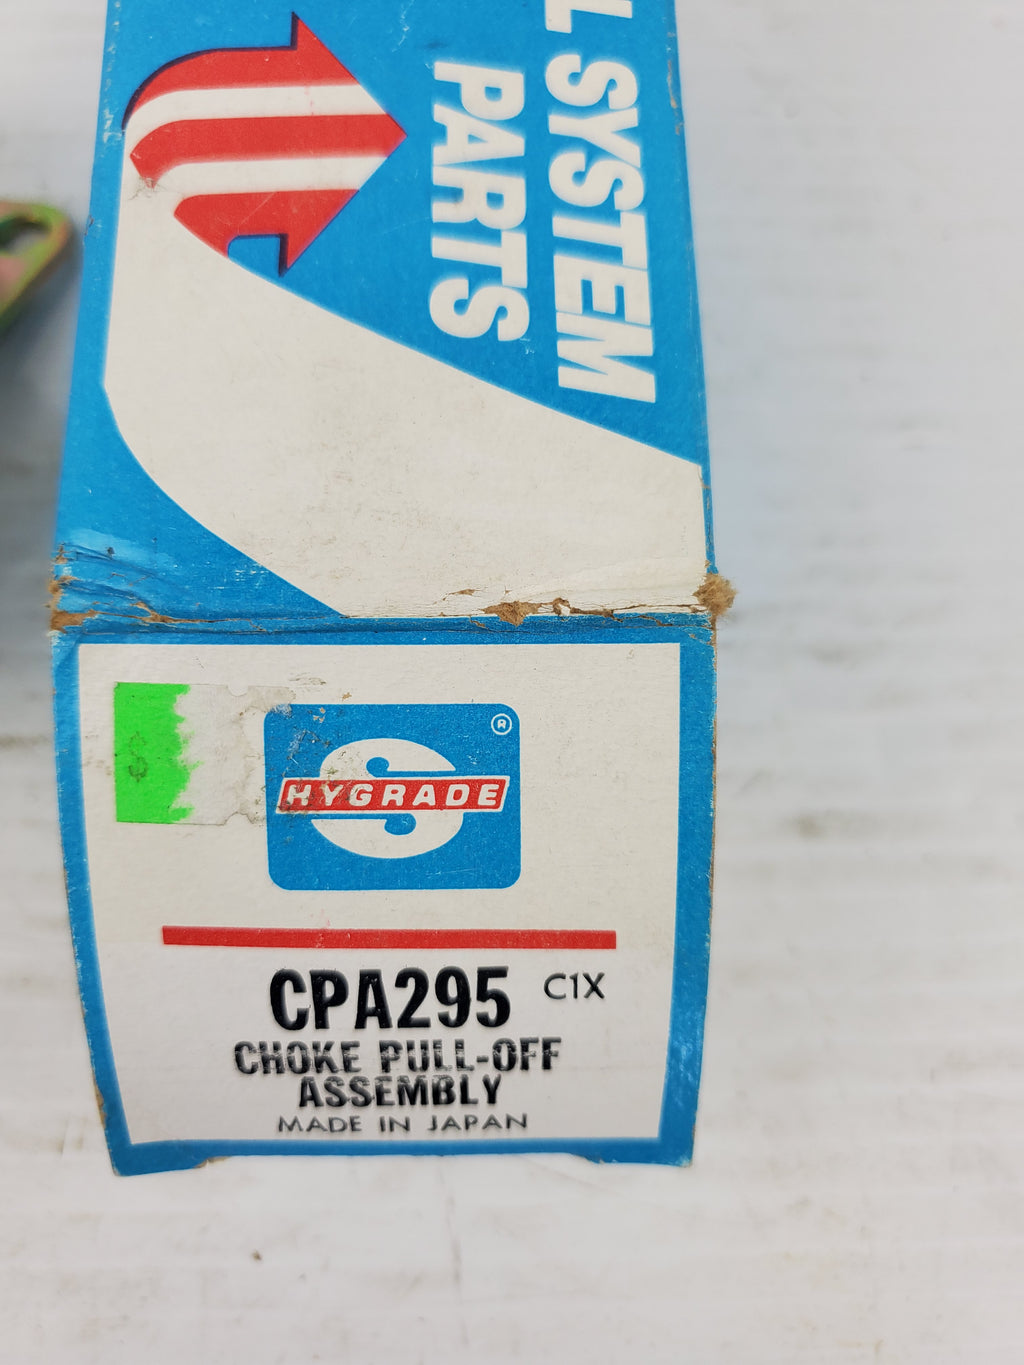 L SYSTEM
PARTS
$
®
HYGRADE
CPA295 C1X
CHOKE PULL-OFF
ASSEMBLY
MADE IN JAPAN